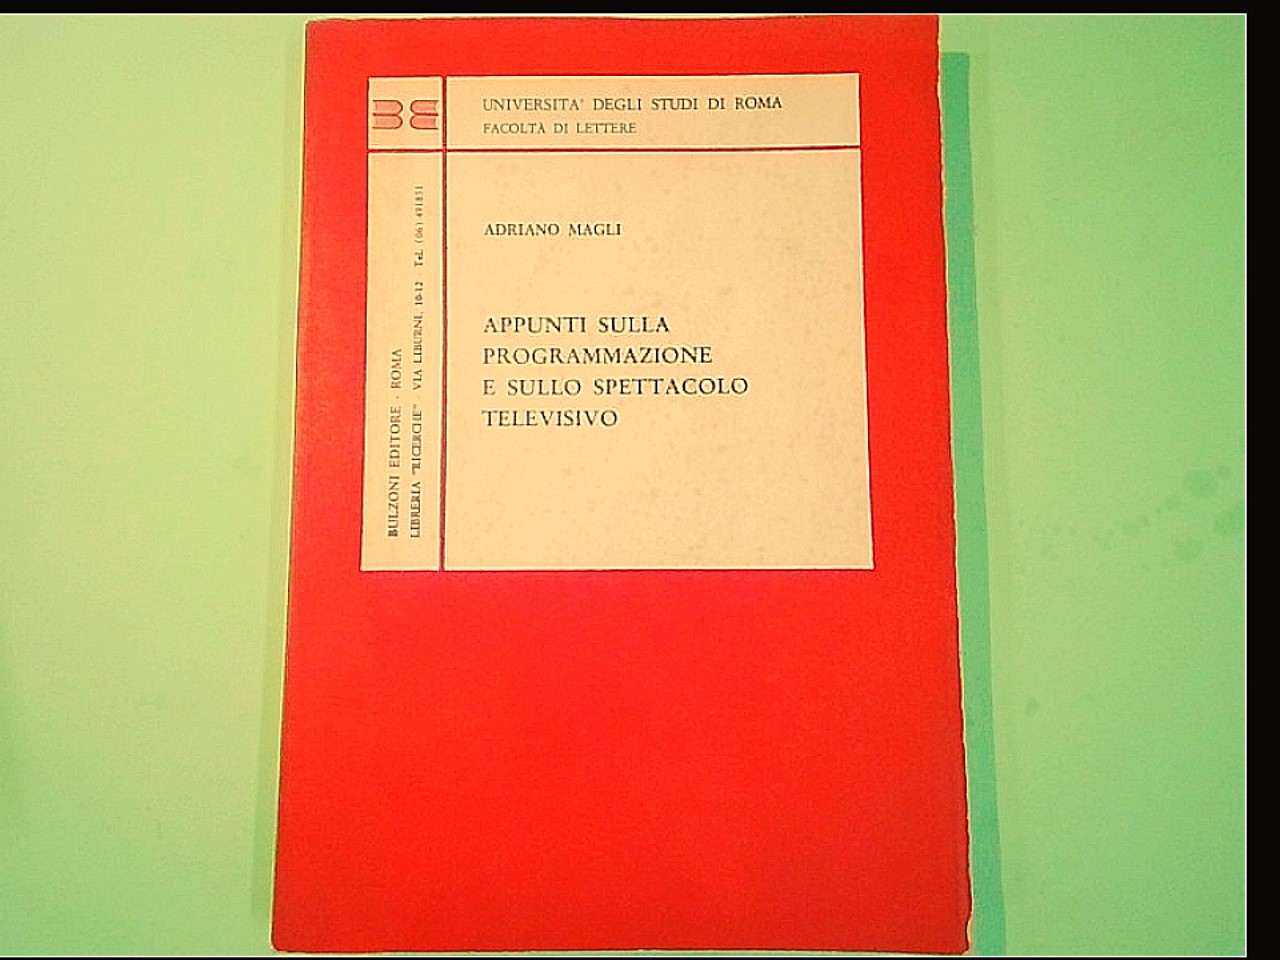 UNIVERSITA' DEGLI STUDI DI ROMA
FACOLTÀ DI LETTERE
ADRIANO MAGLI
APPUNTI SULLA
PROGRAMMAZIONE
E SULLO SPETTACOLO
TELEVISIVO
BULZONI EDITORE - ROMA
LIBRERIA "RICERCHE" - VIA LIBURNI, 10-12 Tel. (06) 491851